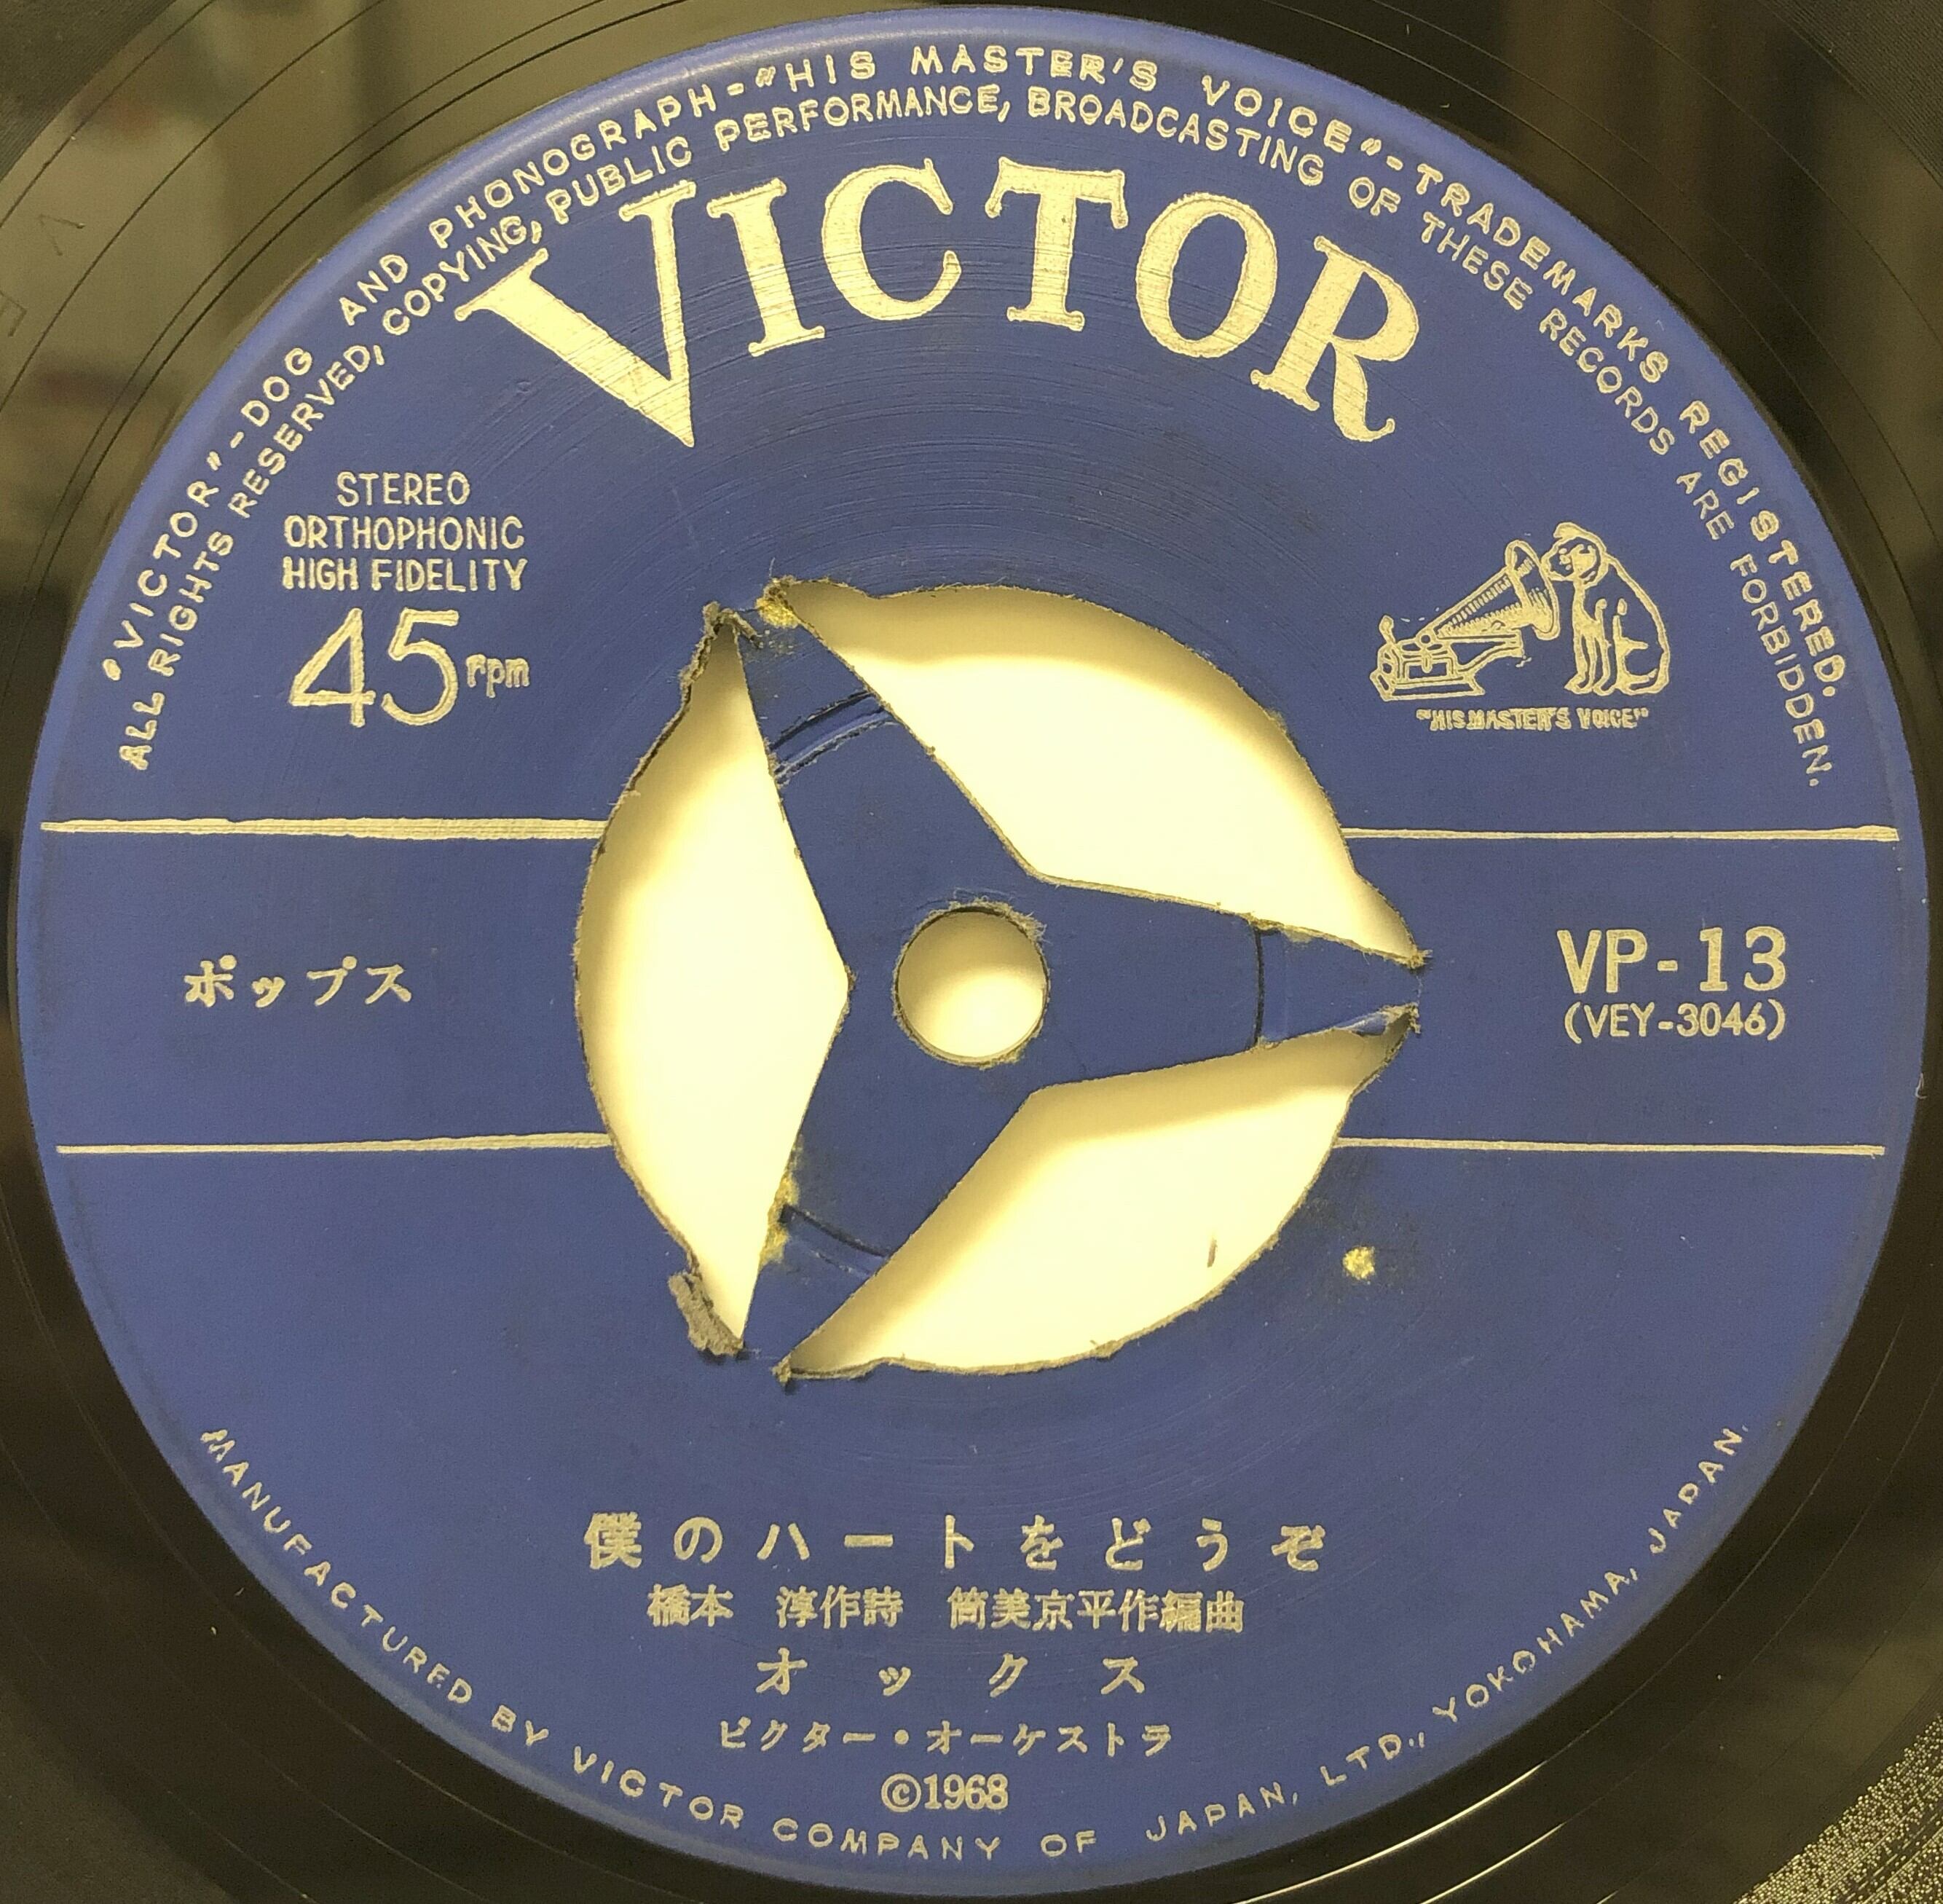 "VICTOR"-DOG AND PHONOGRAPH-"HIS MASTER'S VOICE"-TRADEMARKS REGISTERED.
ALL RIGHTS RESERVED, COPYING, PUBLIC PERFORMANCE, BROADCASTING OF THESE RECORDS ARE FORBIDDEN.
VICTOR
STEREO
ORTHOPHONIC
HIGH FIDELITY
45rpm
"HIS MASTER'S VOICE"
ポップス
VP-13
(VEY-3046)
僕のハートをどうぞ
橋本 淳作詩 筒美京平作編曲
オックス
ビクター・オーケストラ
©1968
MANUFACTURED BY VICTOR COMPANY OF JAPAN, LTD., YOKOHAMA, JAPAN.